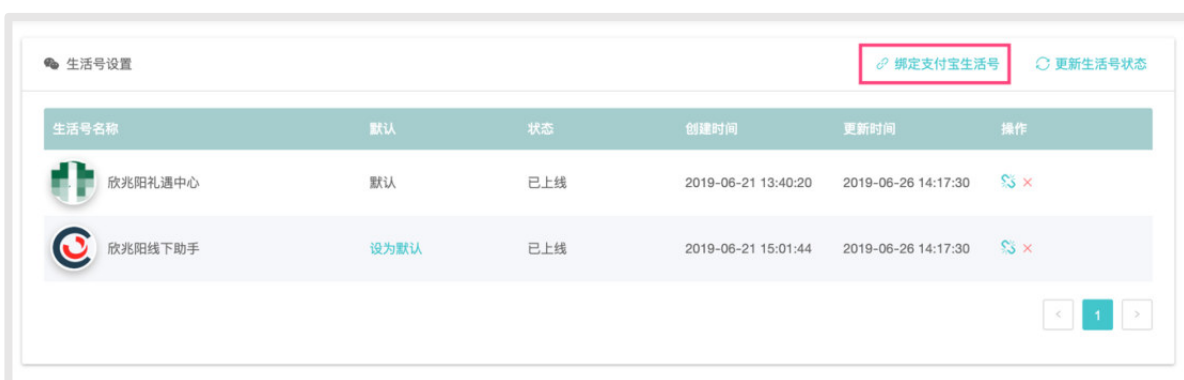 生活号设置 绑定支付宝生活号 更新生活号状态
生活号名称 默认 状态 创建时间 更新时间 操作
欣兆阳礼遇中心 默认 已上线 2019-06-21 13:40:20 2019-06-26 14:17:30
欣兆阳线下助手 设为默认 已上线 2019-06-21 15:01:44 2019-06-26 14:17:30
< 1 >